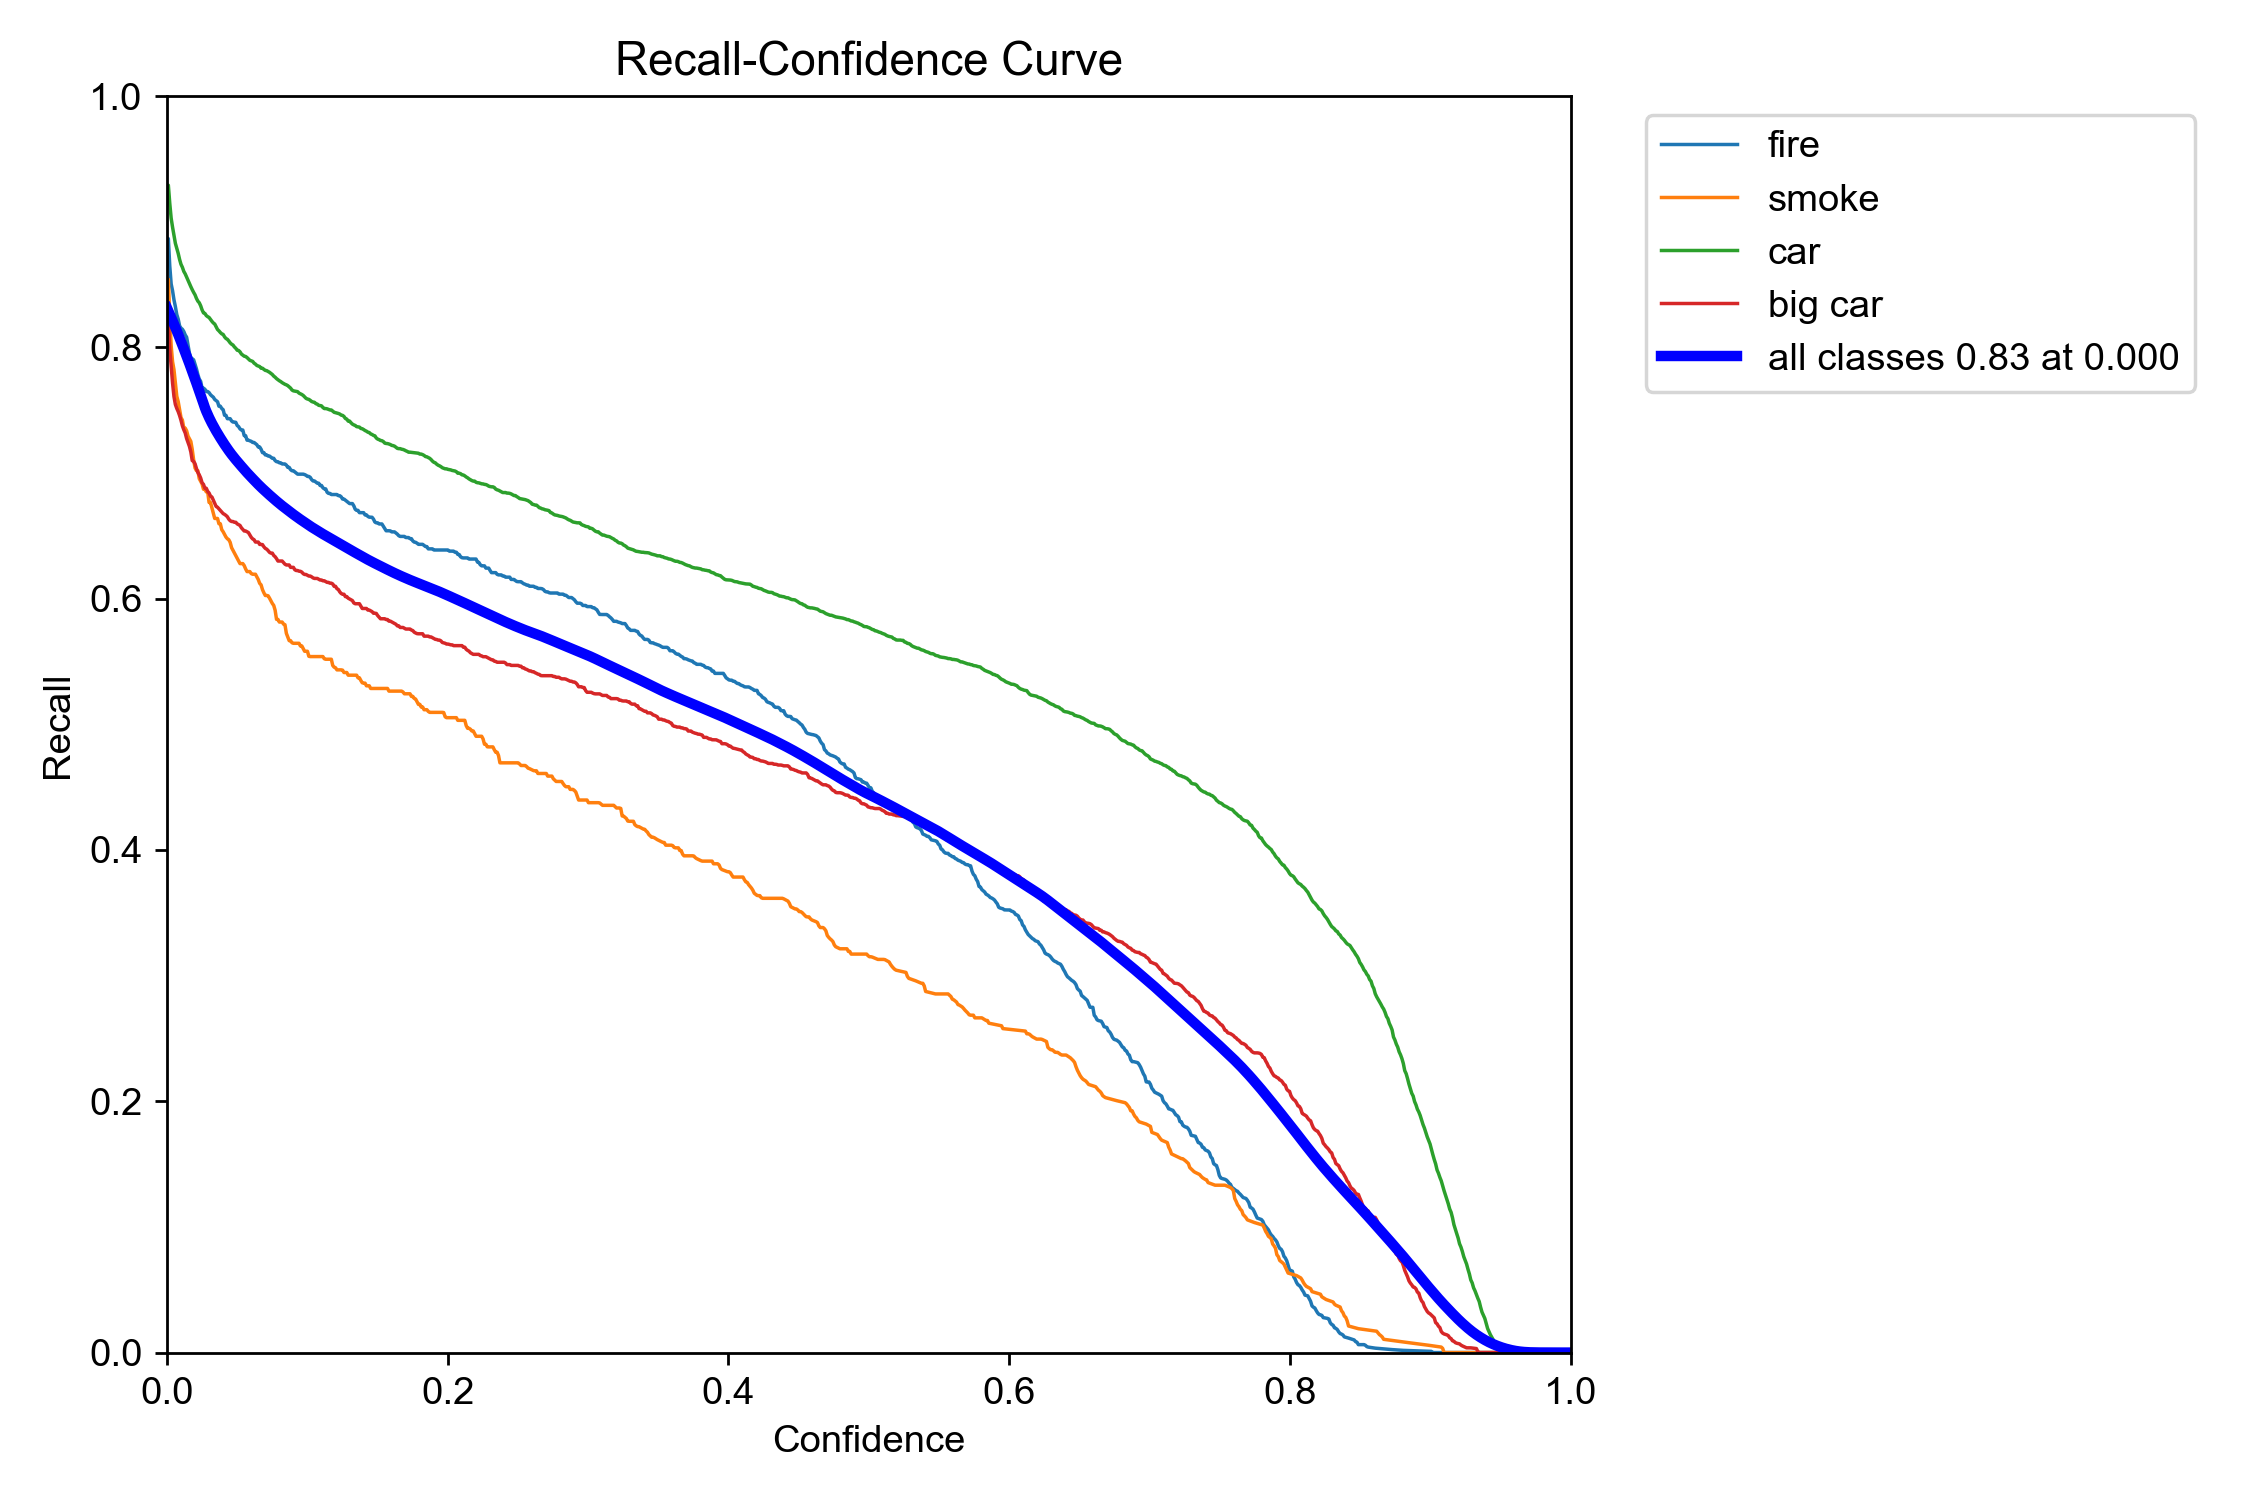 Recall-Confidence Curve
1.0
0.8
0.6
0.4
0.2
0.0
Recall
0.0 0.2 0.4 0.6 0.8 1.0
Confidence
fire
smoke
car
big car
all classes 0.83 at 0.000